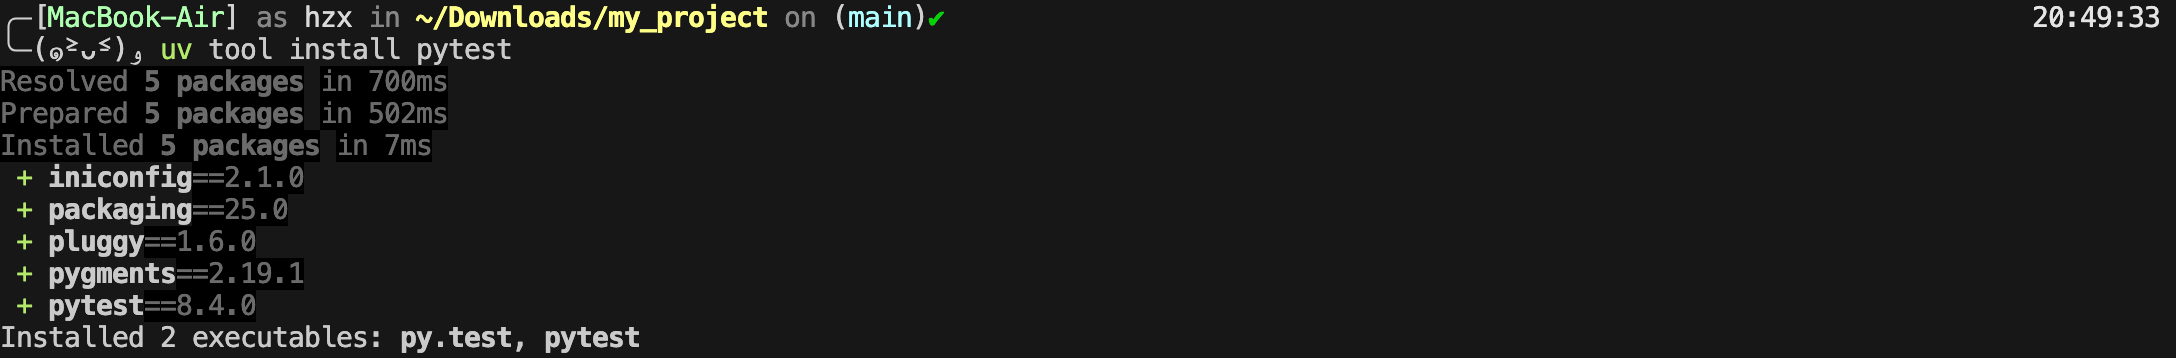 ╭─[MacBook-Air] as hzx in ~/Downloads/my_project on (main)✔ 20:49:33
╰─(๑˃̵ᴗ˂̵)و uv tool install pytest
Resolved 5 packages in 700ms
Prepared 5 packages in 502ms
Installed 5 packages in 7ms
+ iniconfig==2.1.0
+ packaging==25.0
+ pluggy==1.6.0
+ pygments==2.19.1
+ pytest==8.4.0
Installed 2 executables: py.test, pytest